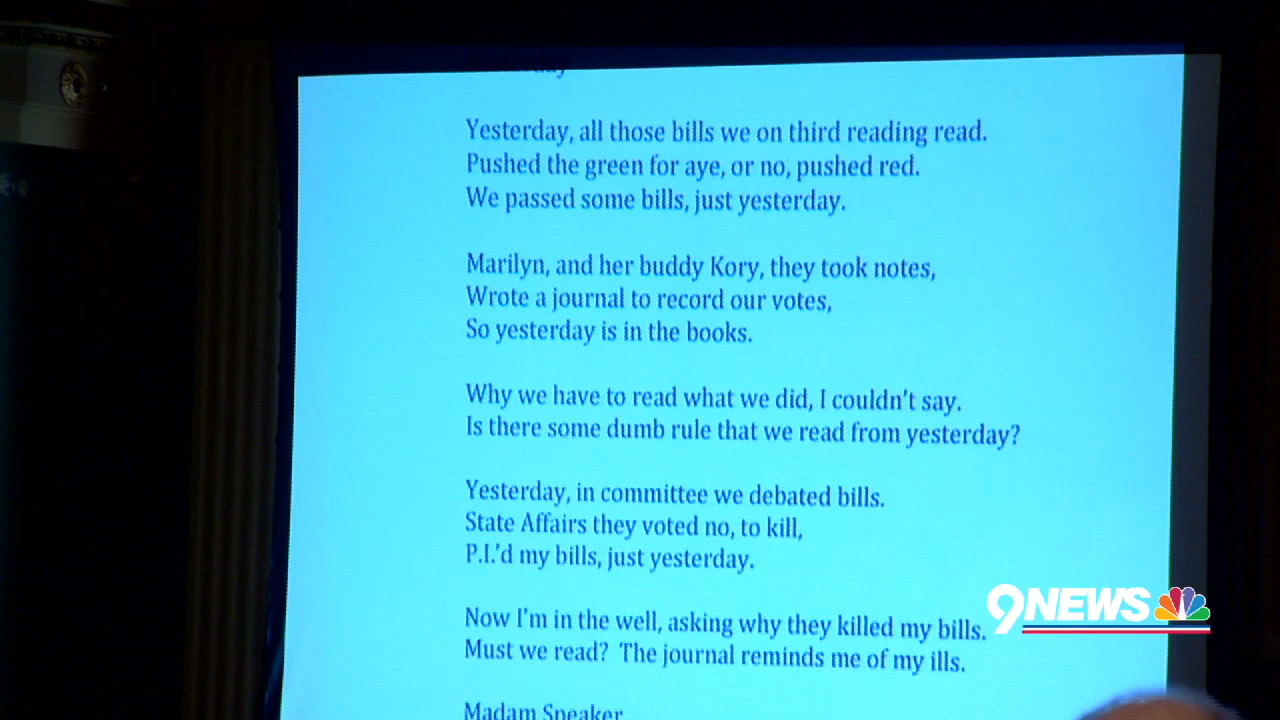 Yesterday, all those bills we on third reading read.
Pushed the green for aye, or no, pushed red.
We passed some bills, just yesterday.
Marilyn, and her buddy Kory, they took notes,
Wrote a journal to record our votes,
So yesterday is in the books.
Why we have to read what we did, I couldn't say.
Is there some dumb rule that we read from yesterday?
Yesterday, in committee we debated bills.
State Affairs they voted no, to kill,
P.I.'d my bills, just yesterday.
Now I'm in the well, asking why they killed my bills.
Must we read?  The journal reminds me of my ills.
Madam Speaker
9NEWS